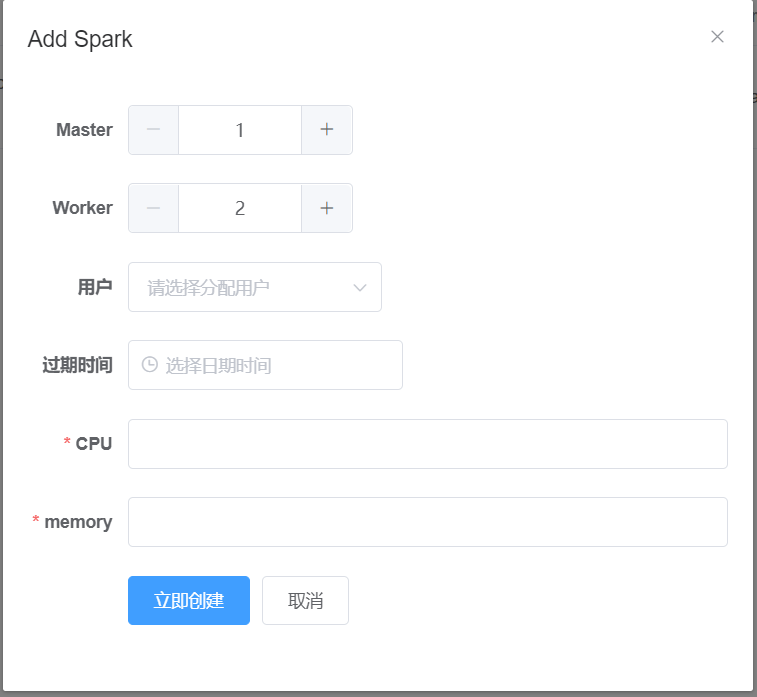 Add Spark
Master
1
Worker
2
用户
请选择分配用户
过期时间
选择日期时间
* CPU
* memory
立即创建
取消